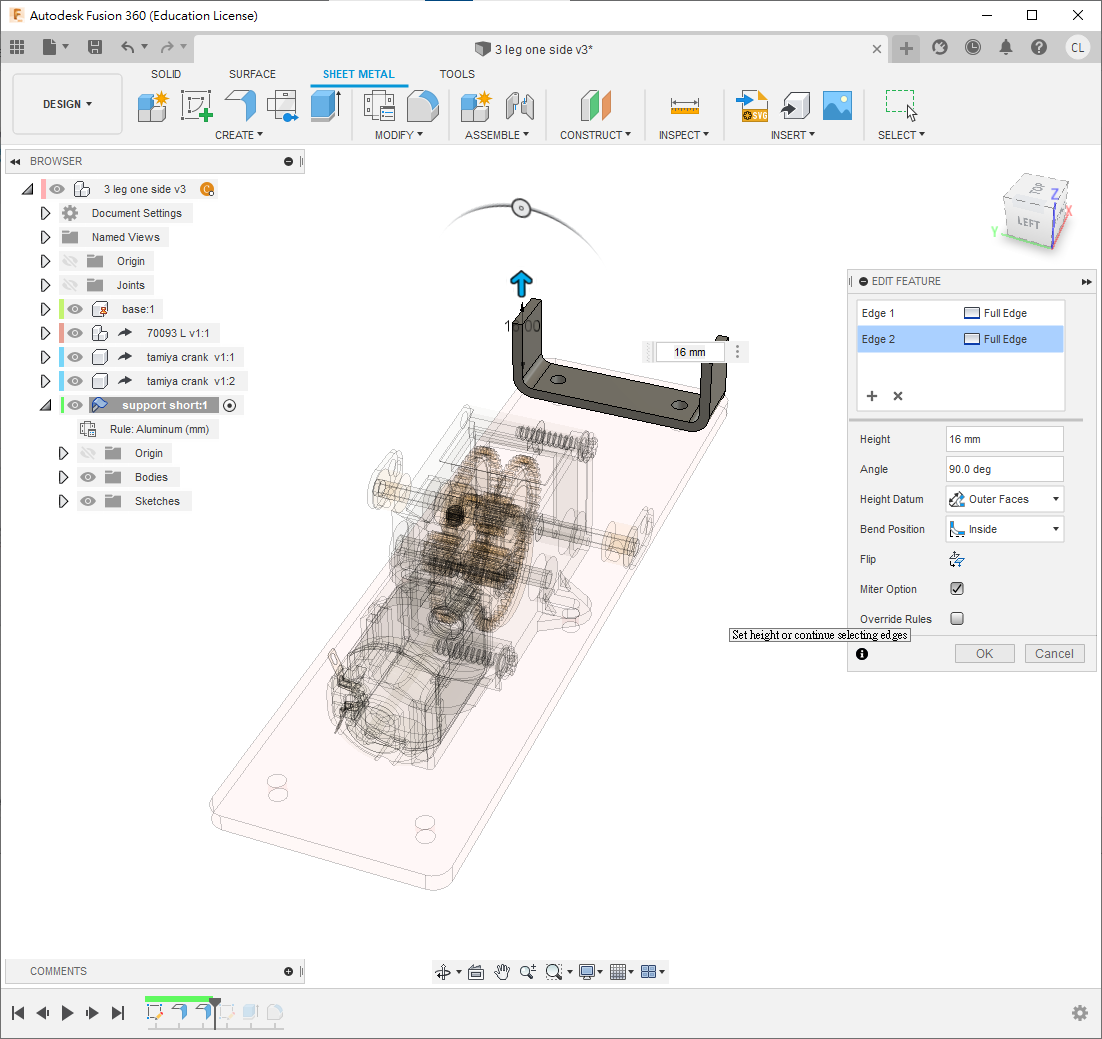 Autodesk Fusion 360 (Education License)
3 leg one side v3*
CL
SOLID
SURFACE
SHEET METAL
TOOLS
DESIGN
CREATE
MODIFY
ASSEMBLE
CONSTRUCT
INSPECT
SVG
INSERT
SELECT
BROWSER
3 leg one side v3
Document Settings
Named Views
Origin
Joints
base:1
70093 L v1:1
tamiya crank v1:1
tamiya crank v1:2
support short:1
Rule: Aluminum (mm)
Origin
Bodies
Sketches
TOP
LEFT
Z
X
Y
16 mm
EDIT FEATURE
Edge 1 Full Edge
Edge 2 Full Edge
Height 16 mm
Angle 90.0 deg
Height Datum Outer Faces
Bend Position Inside
Flip
Miter Option
Override Rules
Set height or continue selecting edges
OK Cancel
COMMENTS